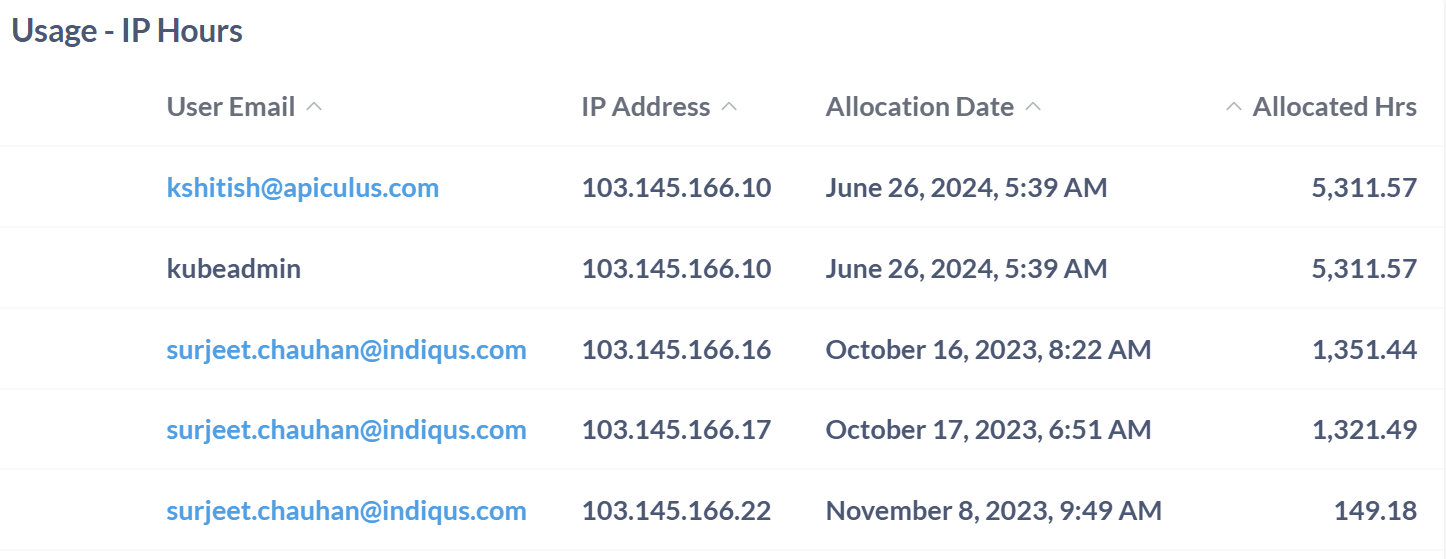 Usage - IP Hours
User Email IP Address Allocation Date Allocated Hrs
kshitish@apiculus.com 103.145.166.10 June 26, 2024, 5:39 AM 5,311.57
kubeadmin 103.145.166.10 June 26, 2024, 5:39 AM 5,311.57
surjeet.chauhan@indiqus.com 103.145.166.16 October 16, 2023, 8:22 AM 1,351.44
surjeet.chauhan@indiqus.com 103.145.166.17 October 17, 2023, 6:51 AM 1,321.49
surjeet.chauhan@indiqus.com 103.145.166.22 November 8, 2023, 9:49 AM 149.18